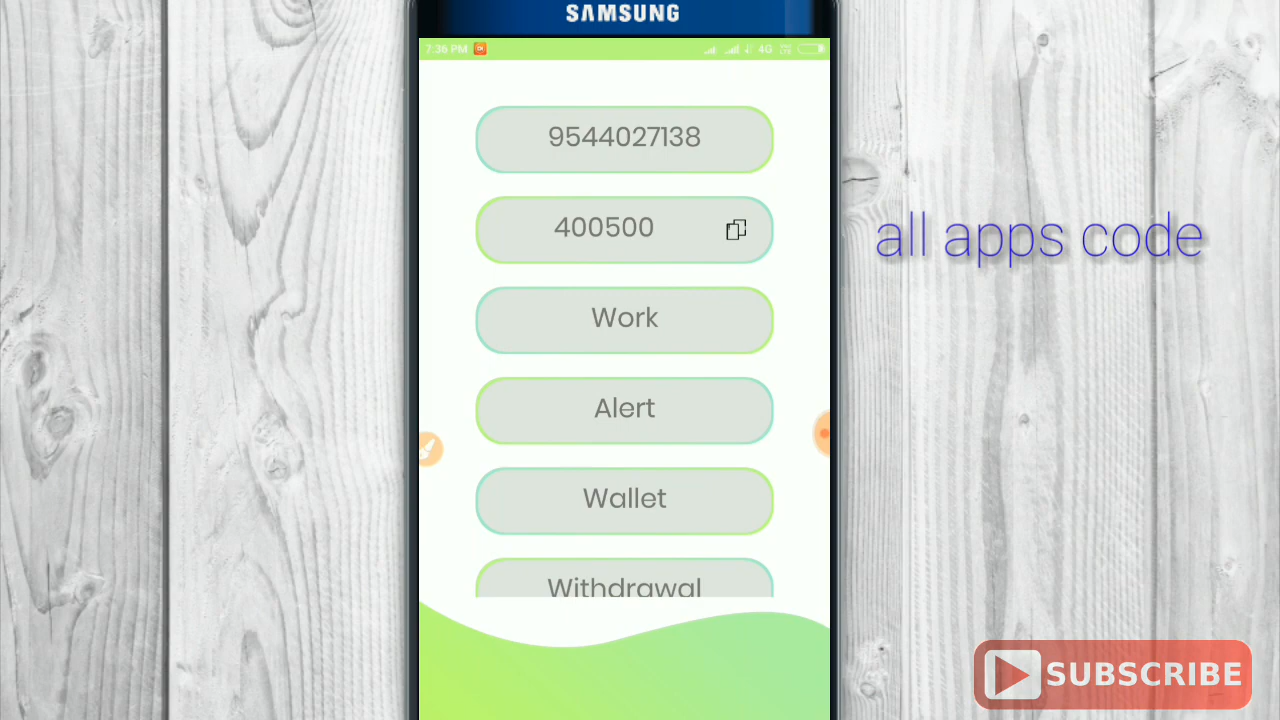 SAMSUNG
7:36 PM
4G
9544027138
400500
Work
Alert
Wallet
Withdrawal
all apps code
SUBSCRIBE